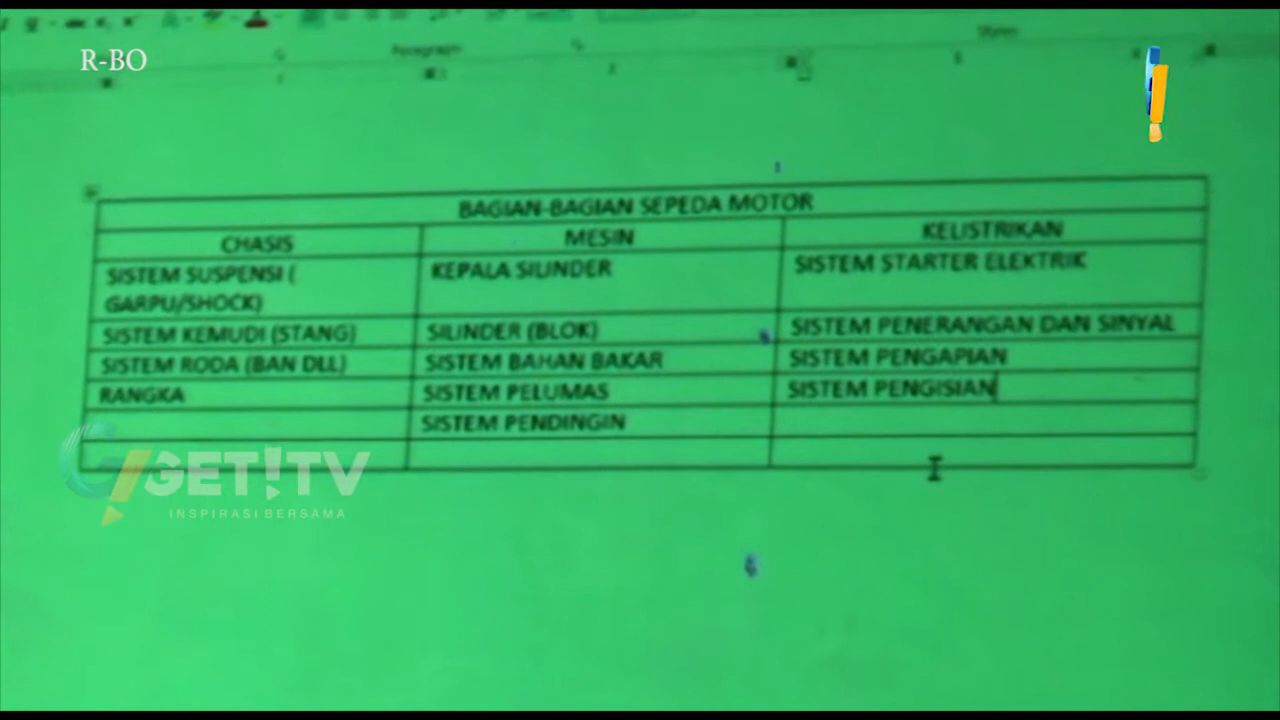 R-BO
Paragraph
Styles
BAGIAN-BAGIAN SEPEDA MOTOR
CHASIS MESIN KELISTRIKAN
SISTEM SUSPENSI ( KEPALA SILINDER SISTEM STARTER ELEKTRIK
GARPU/SHOCK)
SISTEM KEMUDI (STANG) SILINDER (BLOK) SISTEM PENERANGAN DAN SINYAL
SISTEM RODA (BAN DLL) SISTEM BAHAN BAKAR SISTEM PENGAPIAN
RANGKA SISTEM PELUMAS SISTEM PENGISIAN
SISTEM PENDINGIN
GET!TV
INSPIRASI BERSAMA